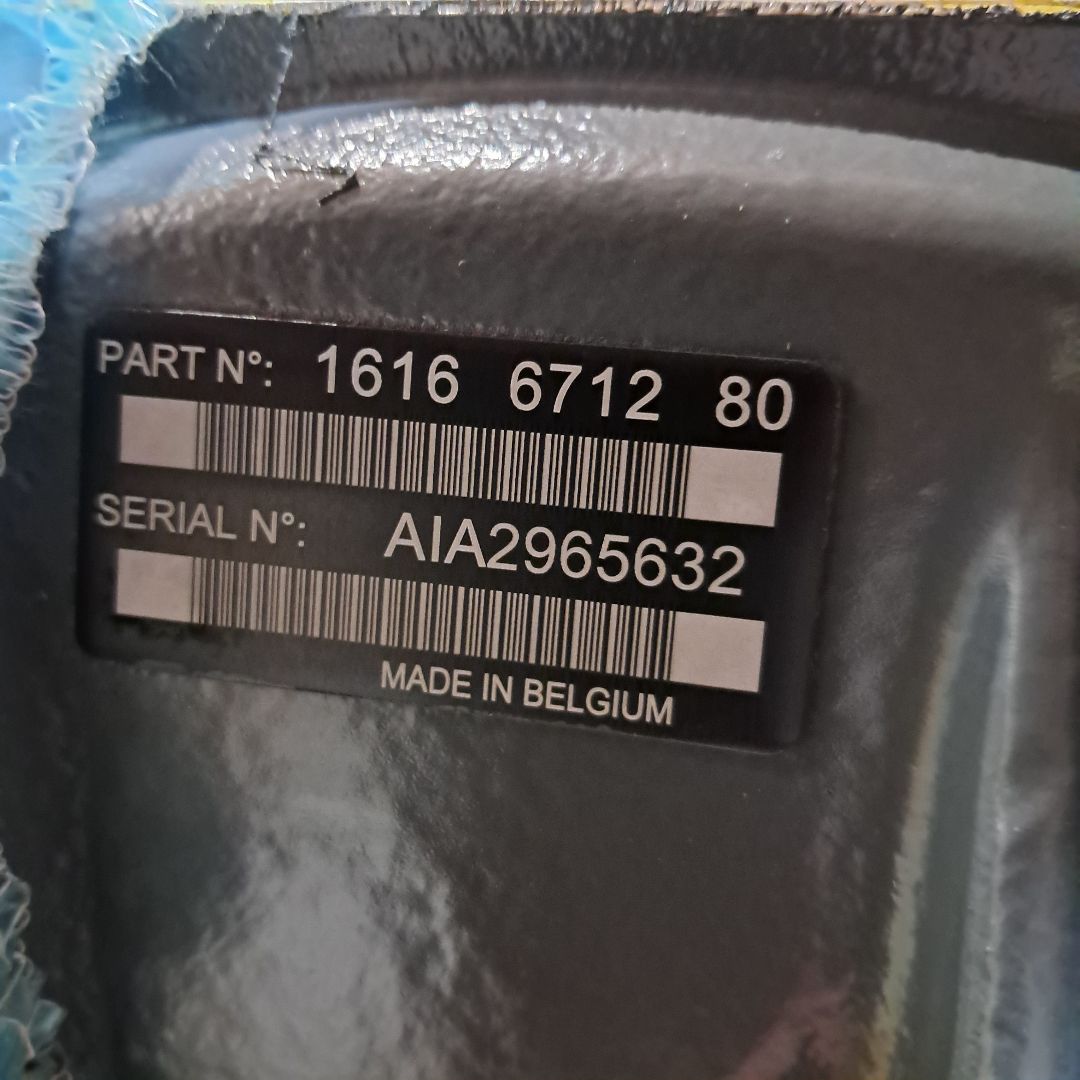 PART N°: 1616 6712 80
SERIAL N°: AIA2965632
MADE IN BELGIUM